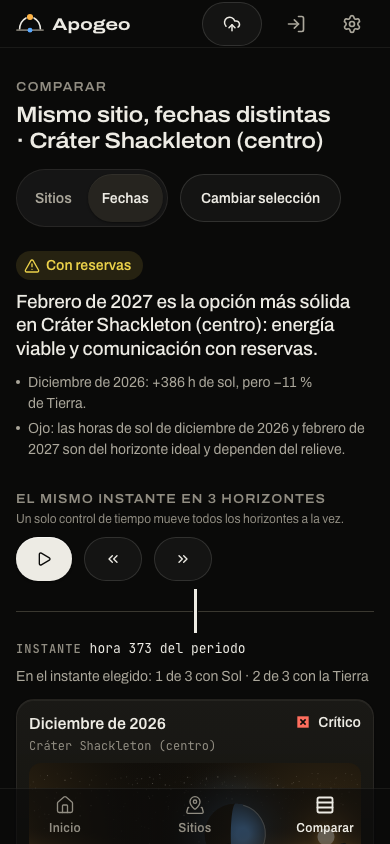 Apogeo
COMPARAR
Mismo sitio, fechas distintas
· Cráter Shackleton (centro)
Sitios
Fechas
Cambiar selección
Con reservas
Febrero de 2027 es la opción más sólida
en Cráter Shackleton (centro): energía
viable y comunicación con reservas.
• Diciembre de 2026: +386 h de sol, pero −11 %
de Tierra.
• Ojo: las horas de sol de diciembre de 2026 y febrero de
2027 son del horizonte ideal y dependen del relieve.
EL MISMO INSTANTE EN 3 HORIZONTES
Un solo control de tiempo mueve todos los horizontes a la vez.
INSTANTE hora 373 del periodo
En el instante elegido: 1 de 3 con Sol · 2 de 3 con la Tierra
Diciembre de 2026
Crítico
Cráter Shackleton (centro)
Inicio
Sitios
Comparar